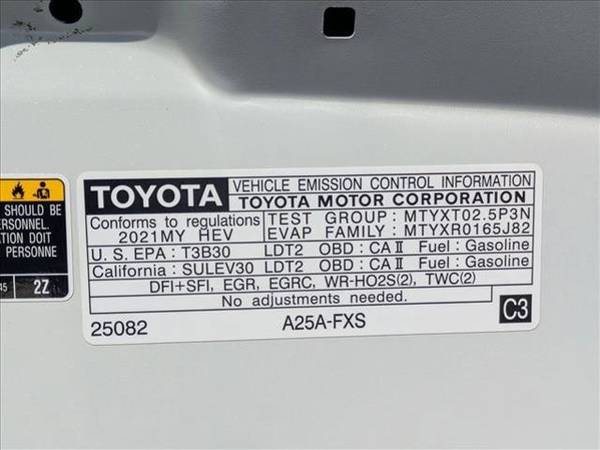 SHOULD BE
ERSONNEL.
TION DOIT
PERSONNE
45 2Z
TOYOTA VEHICLE EMISSION CONTROL INFORMATION
TOYOTA MOTOR CORPORATION
Conforms to regulations TEST GROUP: MTYXT02.5P3N
2021MY HEV EVAP FAMILY: MTYXR0165J82
U. S. EPA : T3B30 LDT2 OBD : CA II Fuel : Gasoline
California : SULEV30 LDT2 OBD : CA II Fuel : Gasoline
DFI+SFI, EGR, EGRC, WR-HO2S(2), TWC(2)
No adjustments needed.
25082 A25A-FXS C3